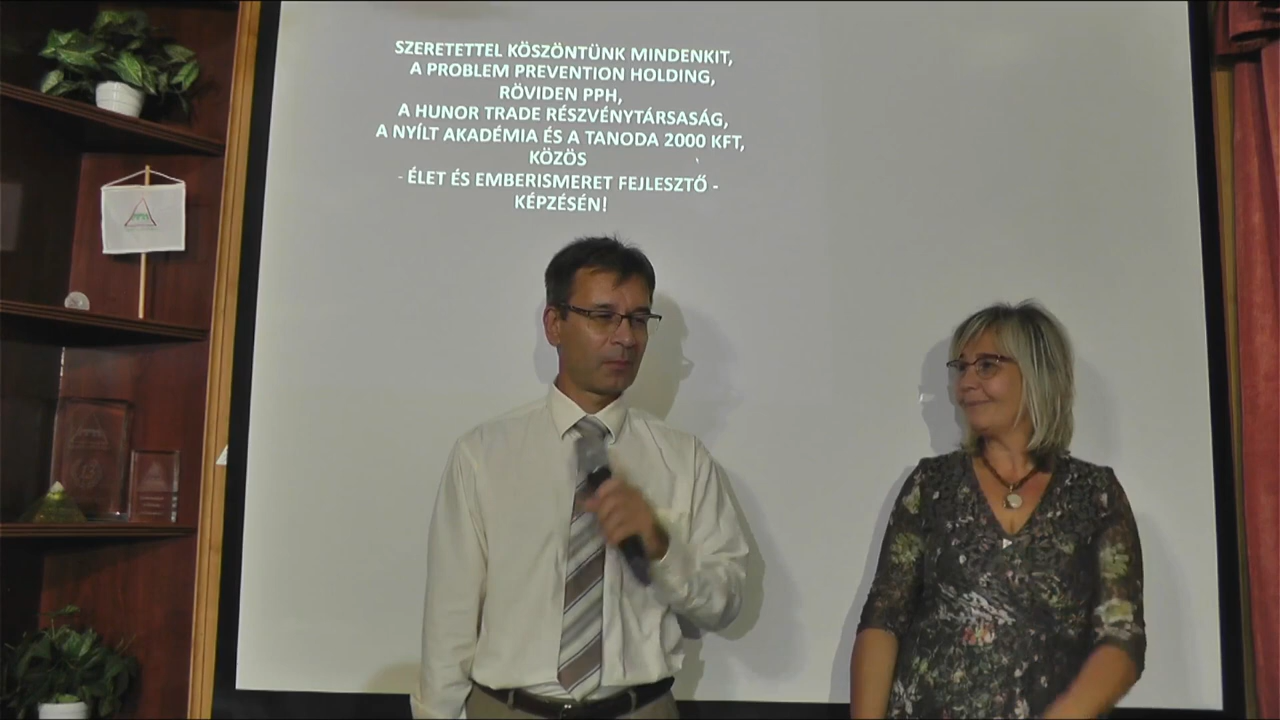 SZERETETTEL KÖSZÖNTÜNK MINDENKIT,
A PROBLEM PREVENTION HOLDING,
RÖVIDEN PPH,
A HUNOR TRADE RÉSZVÉNYTÁRSASÁG,
A NYÍLT AKADÉMIA ÉS A TANODA 2000 KFT,
KÖZÖS
- ÉLET ÉS EMBERISMERET FEJLESZTŐ -
KÉPZÉSÉN!